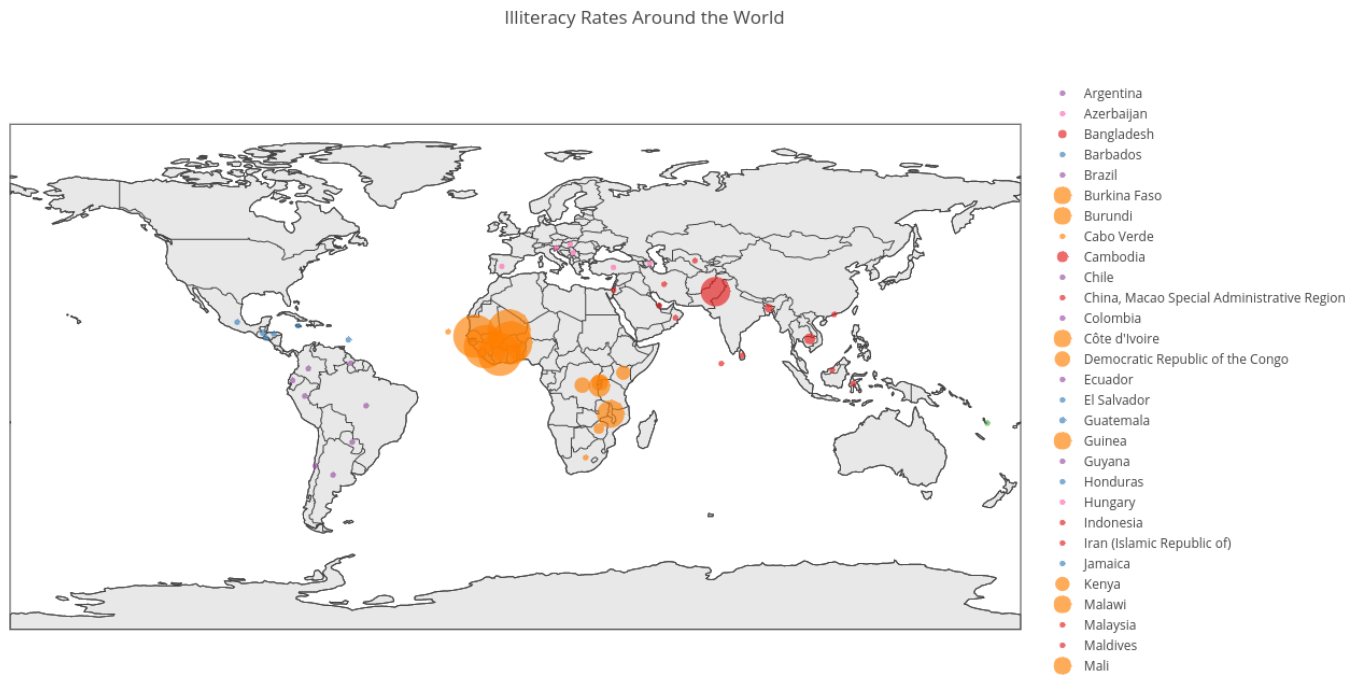 Illiteracy Rates Around the World
Argentina
Azerbaijan
Bangladesh
Barbados
Brazil
Burkina Faso
Burundi
Cabo Verde
Cambodia
Chile
China, Macao Special Administrative Region
Colombia
Côte d'Ivoire
Democratic Republic of the Congo
Ecuador
El Salvador
Guatemala
Guinea
Guyana
Honduras
Hungary
Indonesia
Iran (Islamic Republic of)
Jamaica
Kenya
Malawi
Malaysia
Maldives
Mali